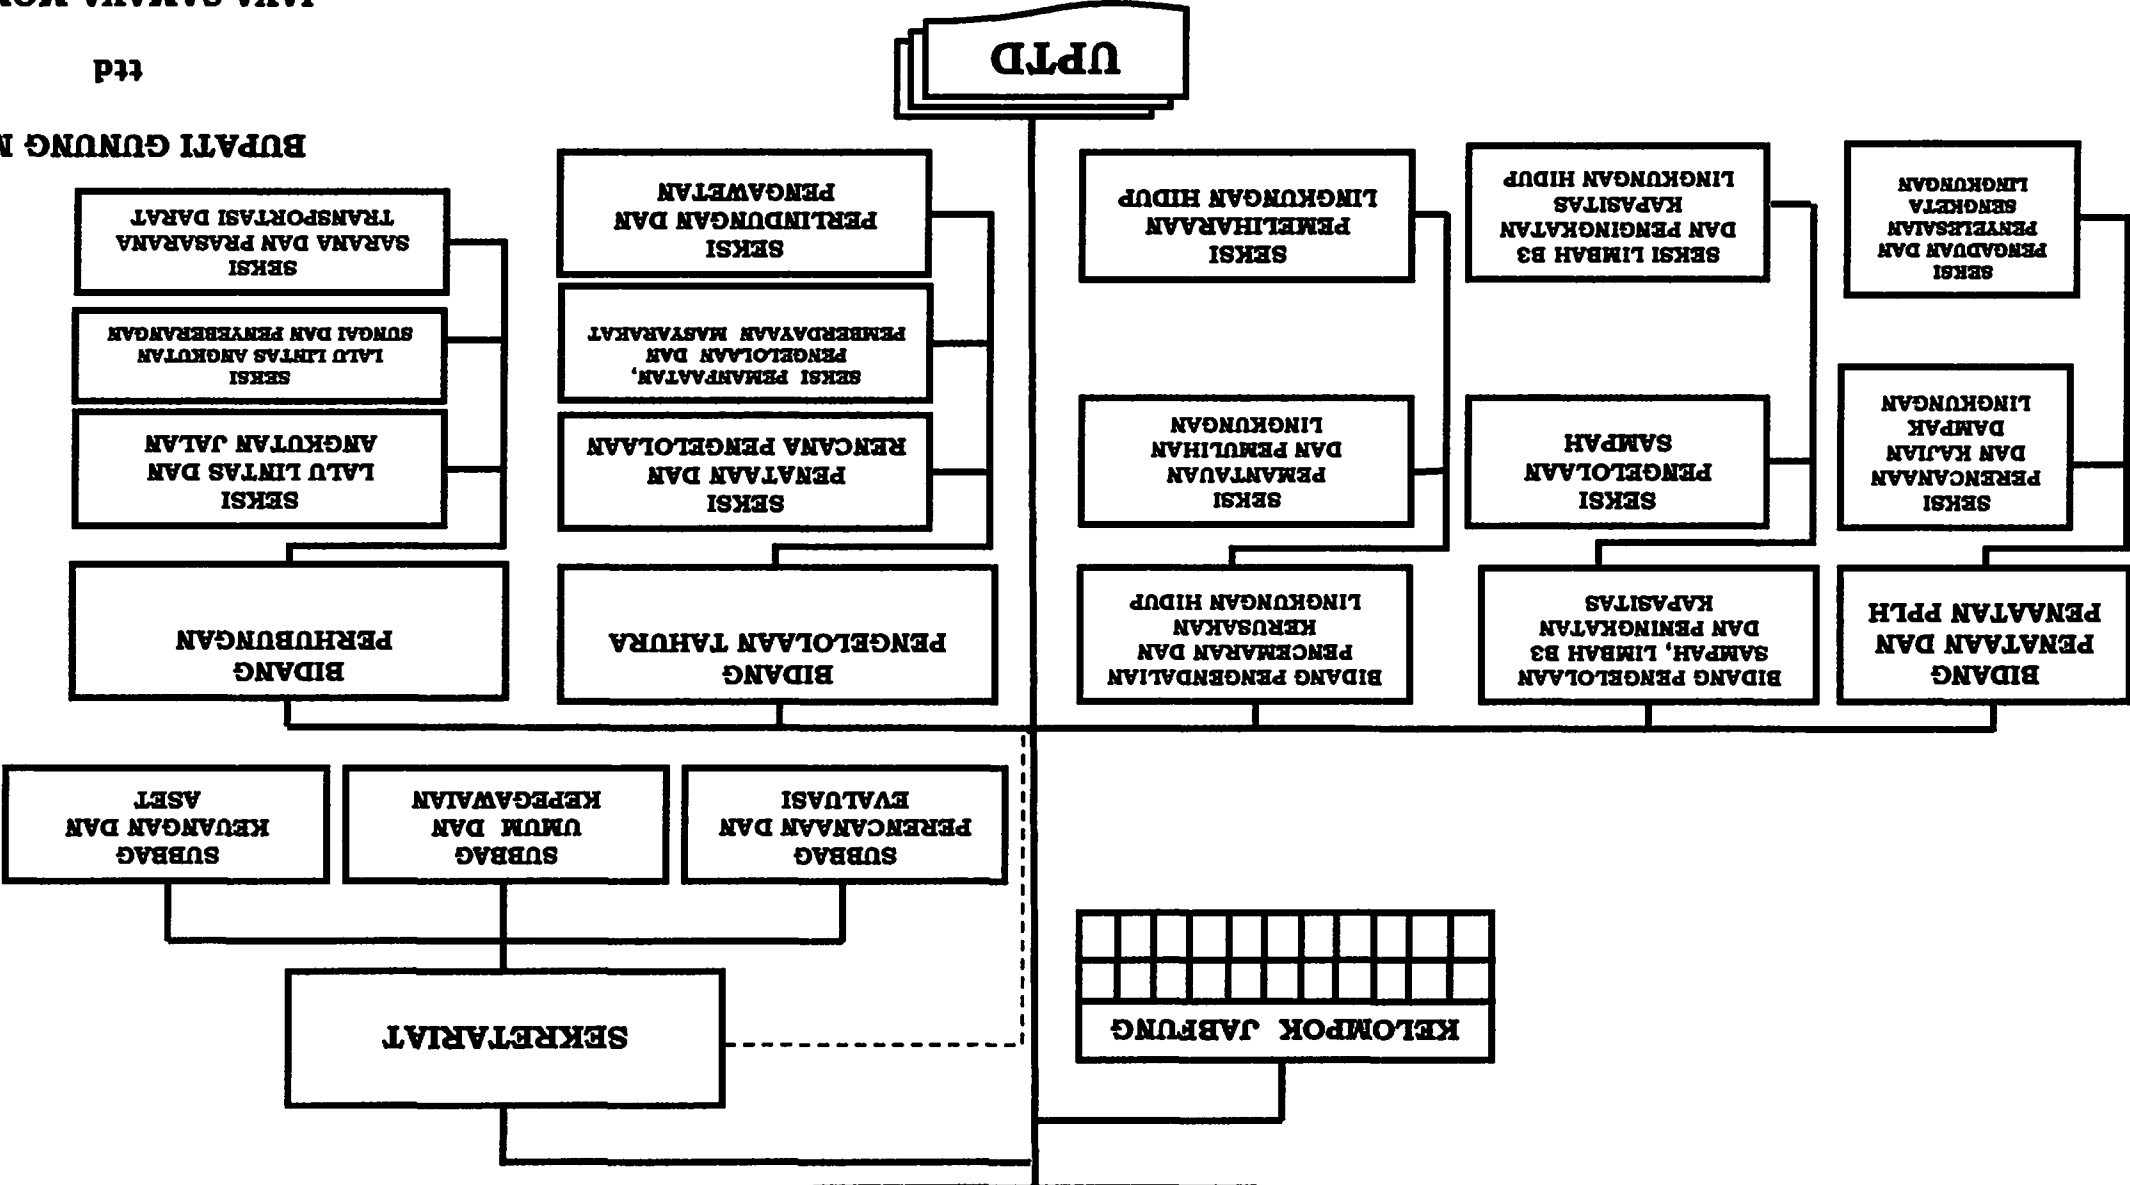 KELOMPOK JABFUNG
SEKRETARIAT
SUBBAG
PERENCANAAN DAN
EVALUASI
SUBBAG
UMUM DAN
KEPEGAWAIAN
SUBBAG
KEUANGAN DAN
ASET
BIDANG
PENATAAN DAN
PENAATAN PPLH
BIDANG PENGELOLAAN
SAMPAH, LIMBAH B3
DAN PENINGKATAN
KAPASITAS
BIDANG PENGENDALIAN
PENCEMARAN DAN
KERUSAKAN
LINGKUNGAN HIDUP
BIDANG
PENGELOLAAN TAHURA
BIDANG
PERHUBUNGAN
SEKSI
PERENCANAAN
DAN KAJIAN
DAMPAK
LINGKUNGAN
SEKSI
PENGELOLAAN
SAMPAH
SEKSI
PEMANTAUAN
DAN PEMULIHAN
LINGKUNGAN
SEKSI
PENATAAN DAN
RENCANA PENGELOLAAN
SEKSI
LALU LINTAS DAN
ANGKUTAN JALAN
SEKSI PEMANFAATAN,
PENGELOLAAN DAN
PEMBERDAYAAN MASYARAKAT
SEKSI
LALU LINTAS ANGKUTAN
SUNGAI DAN PENYEBERANGAN
SEKSI
PENGADUAN DAN
PENYELESAIAN
SENGKETA
LINGKUNGAN
SEKSI LIMBAH B3
DAN PENGINGKATAN
KAPASITAS
LINGKUNGAN HIDUP
SEKSI
PEMELIHARAAN
LINGKUNGAN HIDUP
SEKSI
PERLINDUNGAN DAN
PENGAWETAN
SEKSI
SARANA DAN PRASARANA
TRANSPORTASI DARAT
UPTD
BUPATI GUNUNG
ttd
JAYA SAMAYA